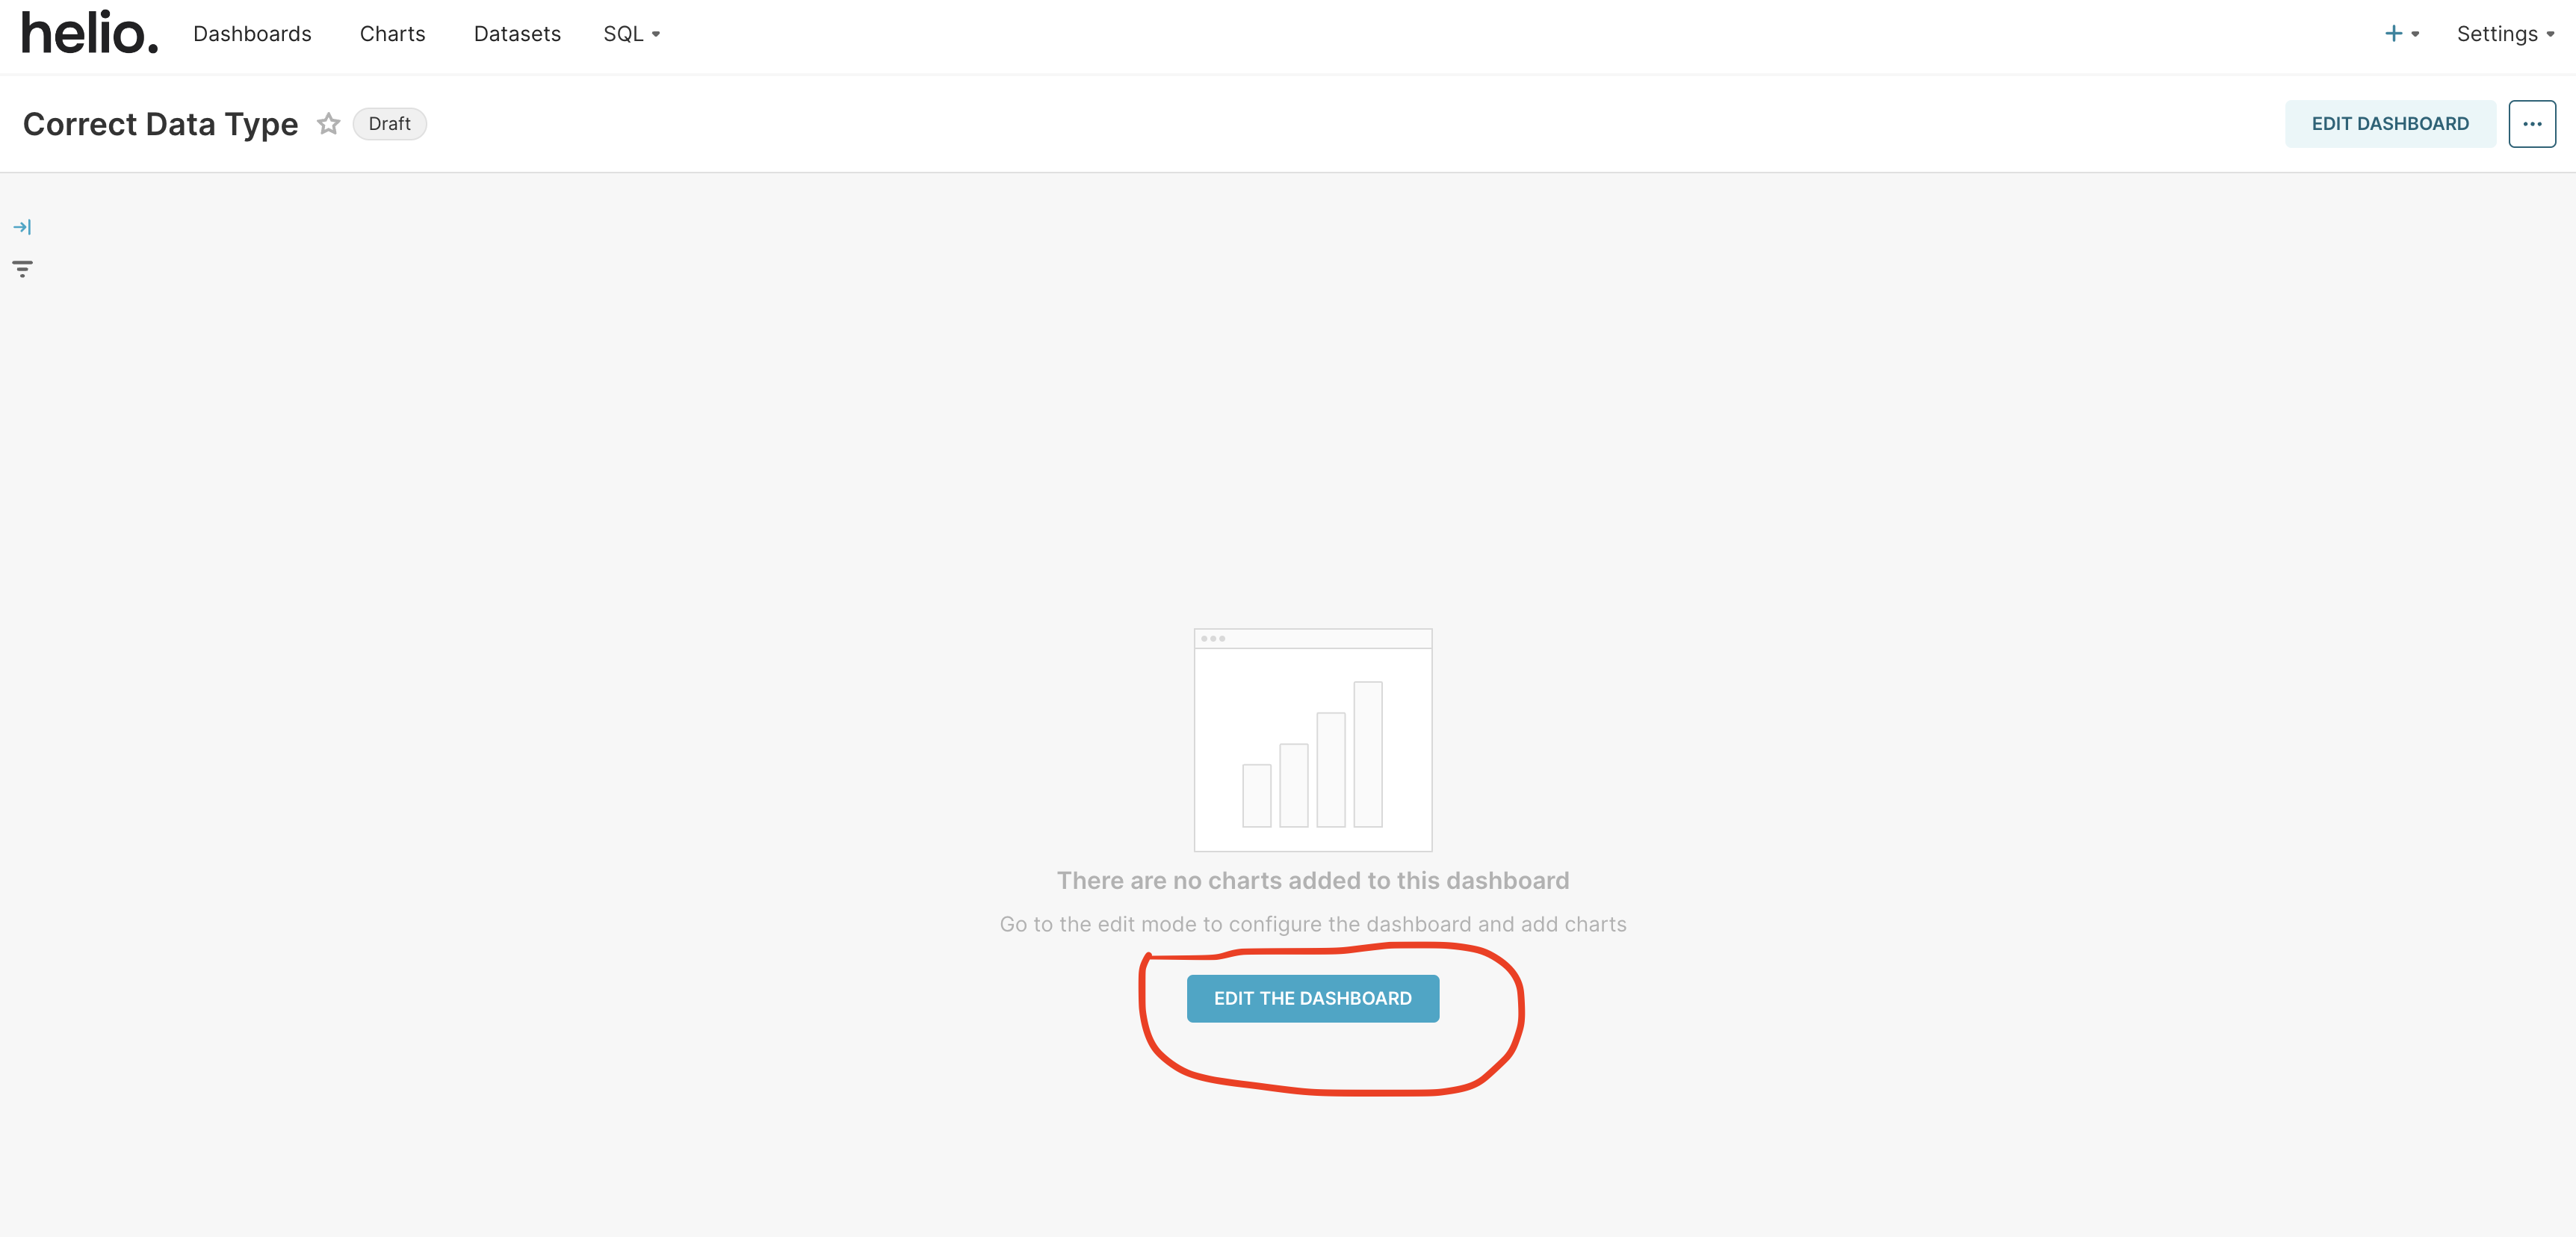 helio. Dashboards Charts Datasets SQL + Settings
Correct Data Type Draft EDIT DASHBOARD ...
There are no charts added to this dashboard
Go to the edit mode to configure the dashboard and add charts
EDIT THE DASHBOARD